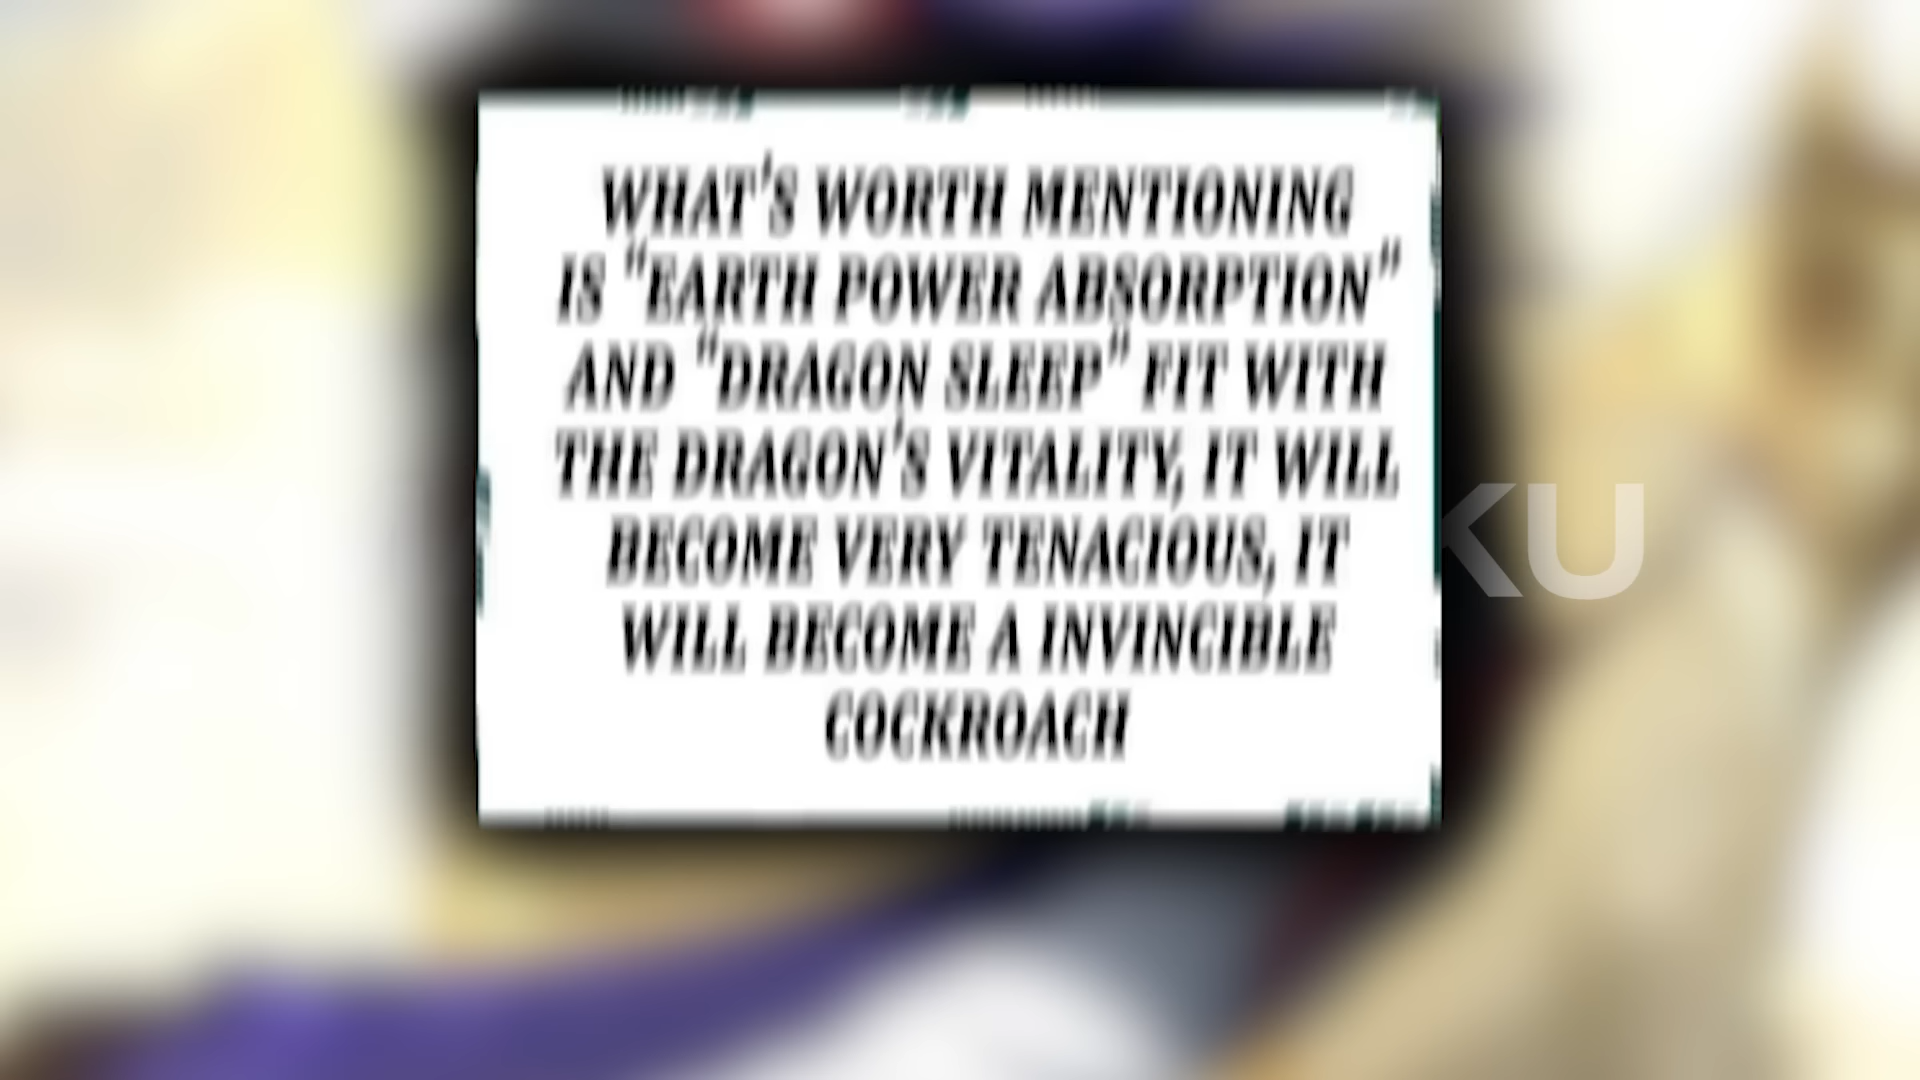 WHAT'S WORTH MENTIONING
IS "EARTH POWER ABSORPTION"
AND "DRAGON SLEEP" FIT WITH
THE DRAGON'S VITALITY, IT WILL
BECOME VERY TENACIOUS, IT
WILL BECOME A INVINCIBLE
COCKROACH
KU